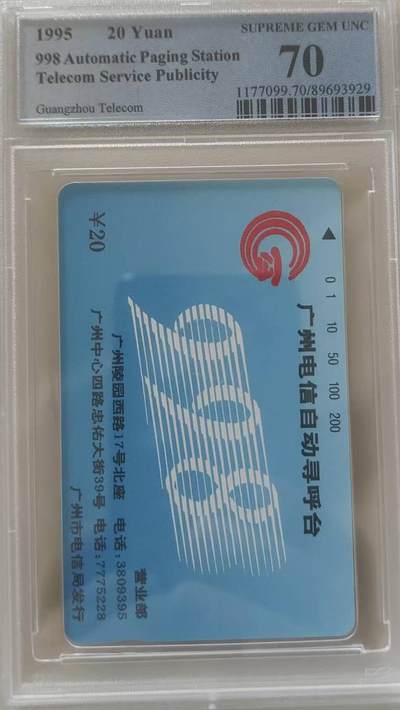 1995 20 Yuan
SUPREME GEM UNC
998 Automatic Paging Station
70
Telecom Service Publicity
1177099.70/89693929
Guangzhou Telecom
0 1 10 50 100 200
广州电信自动寻呼台
998
营业部
广州陵园西路17号北座 电话:3809395
广州中山四路忠佑大街39号 电话:7775228
¥20
广州市电信局发行